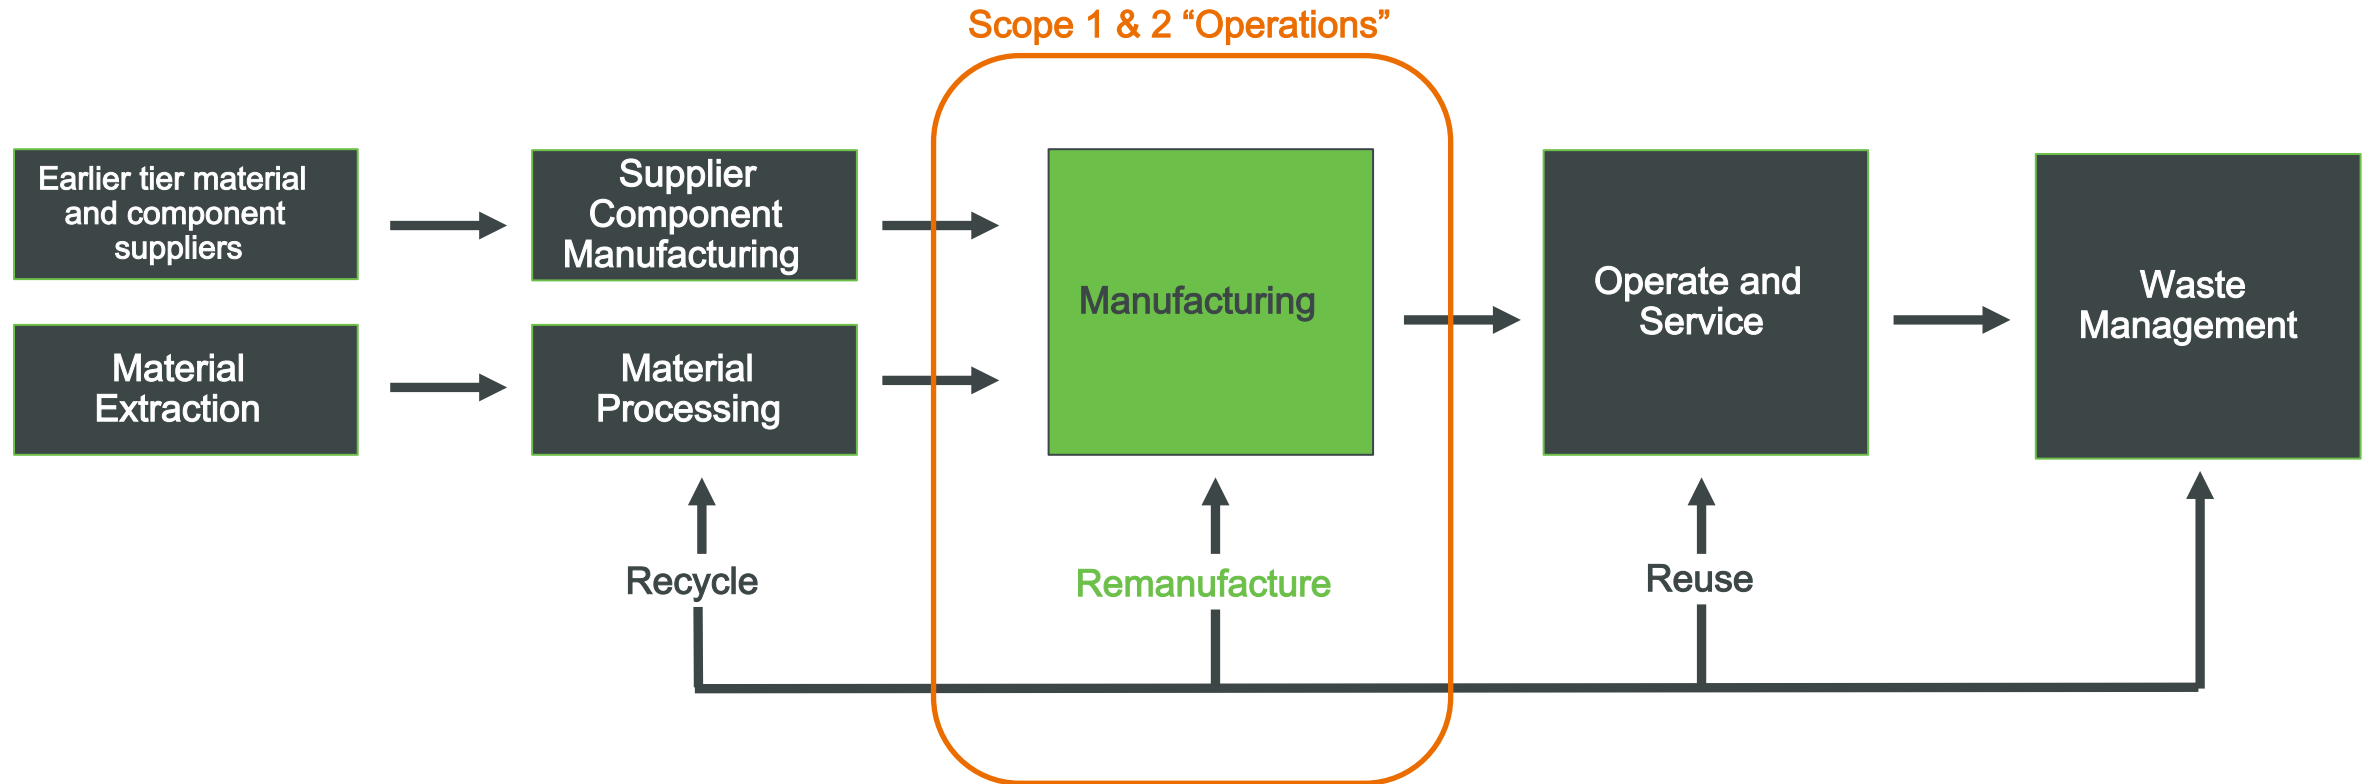 Scope 1 & 2 “Operations”
Earlier tier material
and component
suppliers
Supplier
Component
Manufacturing
Material
Extraction
Material
Processing
Manufacturing
Operate and
Service
Waste
Management
Recycle
Remanufacture
Reuse